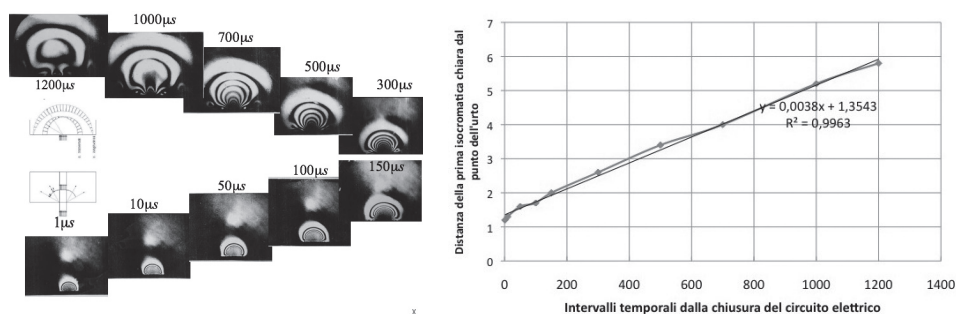 1000μs
700μs
500μs
300μs
1200μs
150μs
100μs
50μs
10μs
1μs
x
Distanza della prima isocromatica chiara dal
punto dell'urto
7
6
5
4
3
2
1
0
y = 0,0038x + 1,3543
R² = 0,9963
0 200 400 600 800 1000 1200 1400
Intervalli temporali dalla chiusura del circuito elettrico